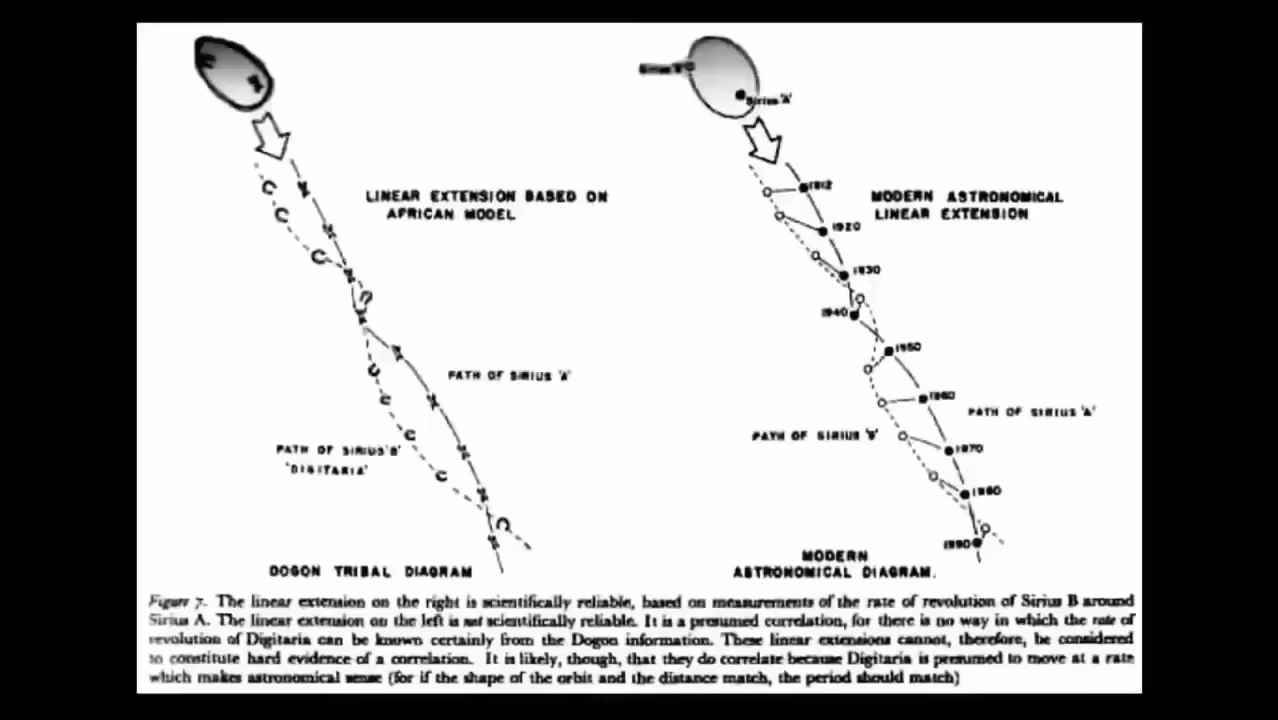 Sirius 'B'
Sirius 'A'
LINEAR EXTENSION BASED ON
AFRICAN MODEL
MODERN ASTRONOMICAL
LINEAR EXTENSION
1912
1920
1930
1940
1950
1960
1970
1980
1990
PATH OF SIRIUS 'A'
PATH OF SIRIUS 'B'
'DIGITARIA'
PATH OF SIRIUS 'A'
PATH OF SIRIUS 'B'
DOGON TRIBAL DIAGRAM
MODERN
ASTRONOMICAL DIAGRAM.
Figure 7. The linear extension on the right is scientifically reliable, based on measurements of the rate of revolution of Sirius B around
Sirius A. The linear extension on the left is not scientifically reliable. It is a presumed correlation, for there is no way in which the rate of
revolution of Digitaria can be known certainly from the Dogon information. These linear extensions cannot, therefore, be considered
to constitute hard evidence of a correlation. It is likely, though, that they do correlate because Digitaria is presumed to move at a rate
which makes astronomical sense (for if the shape of the orbit and the distance match, the period should match)